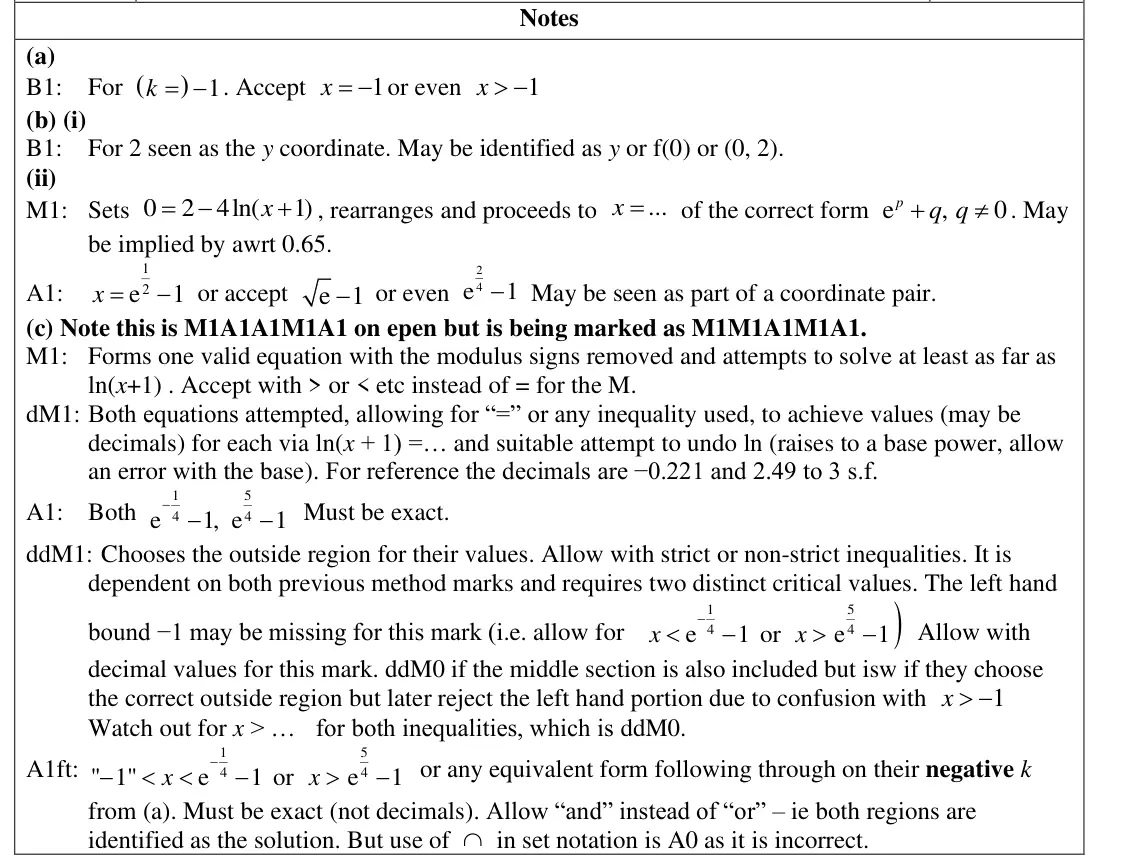 Notes
(a)
B1: For (k =) −1. Accept x = −1 or even x > −1
(b) (i)
B1: For 2 seen as the y coordinate. May be identified as y or f(0) or (0, 2).
(ii)
M1: Sets 0 = 2 − 4 ln(x + 1), rearranges and proceeds to x = ... of the correct form e^p + q, q ≠ 0. May
be implied by awrt 0.65.
A1: x = e^(1/2) − 1 or accept √e − 1 or even e^(2/4) − 1 May be seen as part of a coordinate pair.
(c) Note this is M1A1A1M1A1 on epen but is being marked as M1M1A1M1A1.
M1: Forms one valid equation with the modulus signs removed and attempts to solve at least as far as
ln(x+1) . Accept with > or < etc instead of = for the M.
dM1: Both equations attempted, allowing for “=” or any inequality used, to achieve values (may be
decimals) for each via ln(x + 1) =… and suitable attempt to undo ln (raises to a base power, allow
an error with the base). For reference the decimals are −0.221 and 2.49 to 3 s.f.
A1: Both e^(−1/4) − 1, e^(5/4) − 1 Must be exact.
ddM1: Chooses the outside region for their values. Allow with strict or non-strict inequalities. It is
dependent on both previous method marks and requires two distinct critical values. The left hand
bound −1 may be missing for this mark (i.e. allow for x < e^(−1/4) − 1 or x > e^(5/4) − 1) Allow with
decimal values for this mark. ddM0 if the middle section is also included but isw if they choose
the correct outside region but later reject the left hand portion due to confusion with x > −1
Watch out for x > … for both inequalities, which is ddM0.
A1ft: "−1" < x < e^(−1/4) − 1 or x > e^(5/4) − 1 or any equivalent form following through on their negative k
from (a). Must be exact (not decimals). Allow “and” instead of “or” – ie both regions are
identified as the solution. But use of ∩ in set notation is A0 as it is incorrect.